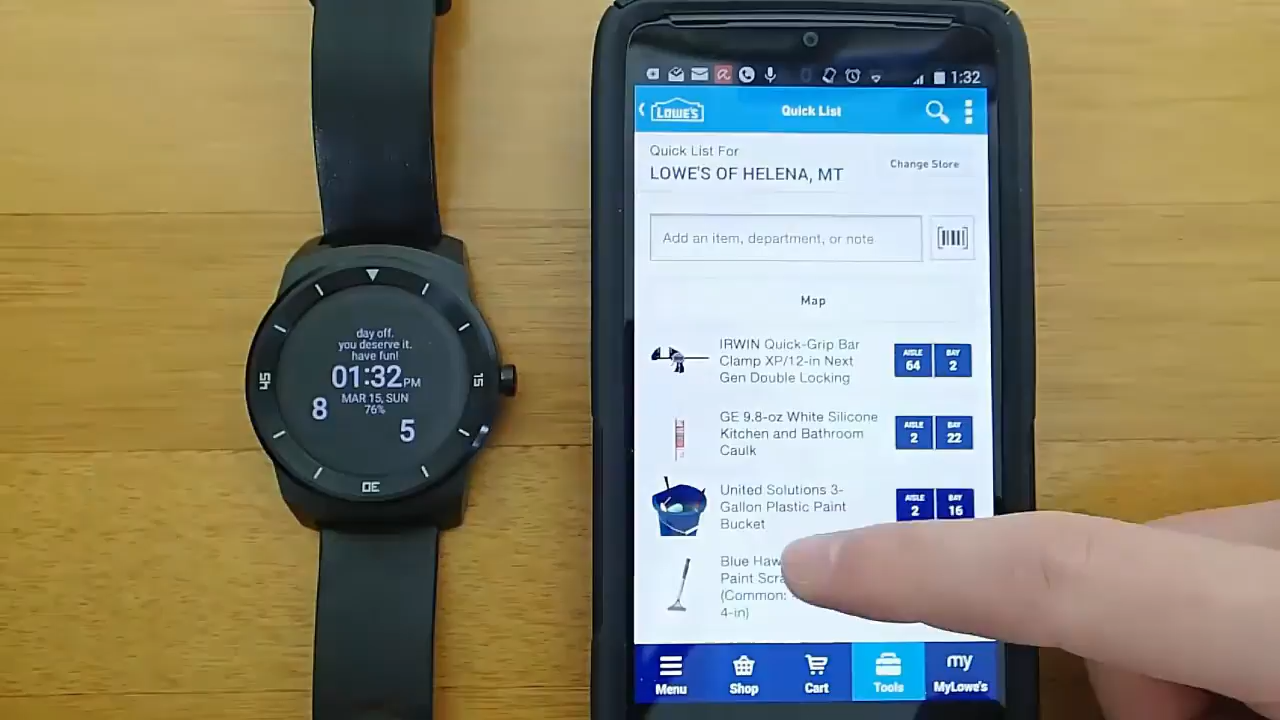 day off.
you deserve it.
have fun!
01:32 PM
MAR 15, SUN
76%
8
5
45
15
30
1:32
LOWE'S
Quick List
Quick List For
LOWE'S OF HELENA, MT
Change Store
Add an item, department, or note
Map
IRWIN Quick-Grip Bar
Clamp XP/12-in Next
Gen Double Locking
AISLE BAY
64 2
GE 9.8-oz White Silicone
Kitchen and Bathroom
Caulk
AISLE BAY
2 22
United Solutions 3-
Gallon Plastic Paint
Bucket
AISLE BAY
2 16
Blue Haw
Paint Scra
(Common:
4-in)
Menu
Shop
Cart
Tools
my
MyLowe's